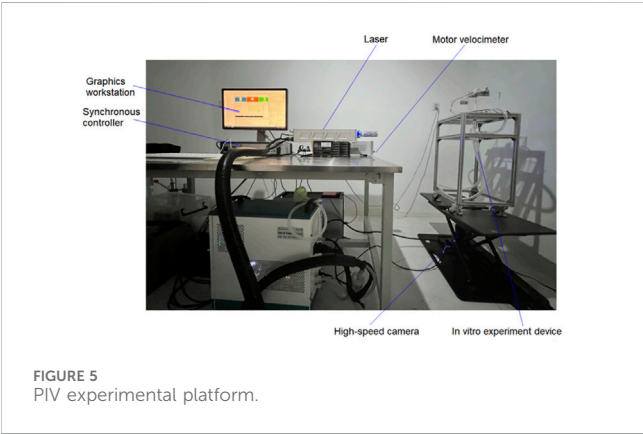 Laser
Motor velocimeter
Graphics
workstation
Synchronous
controller
High-speed camera
In vitro experiment device
FIGURE 5
PIV experimental platform.